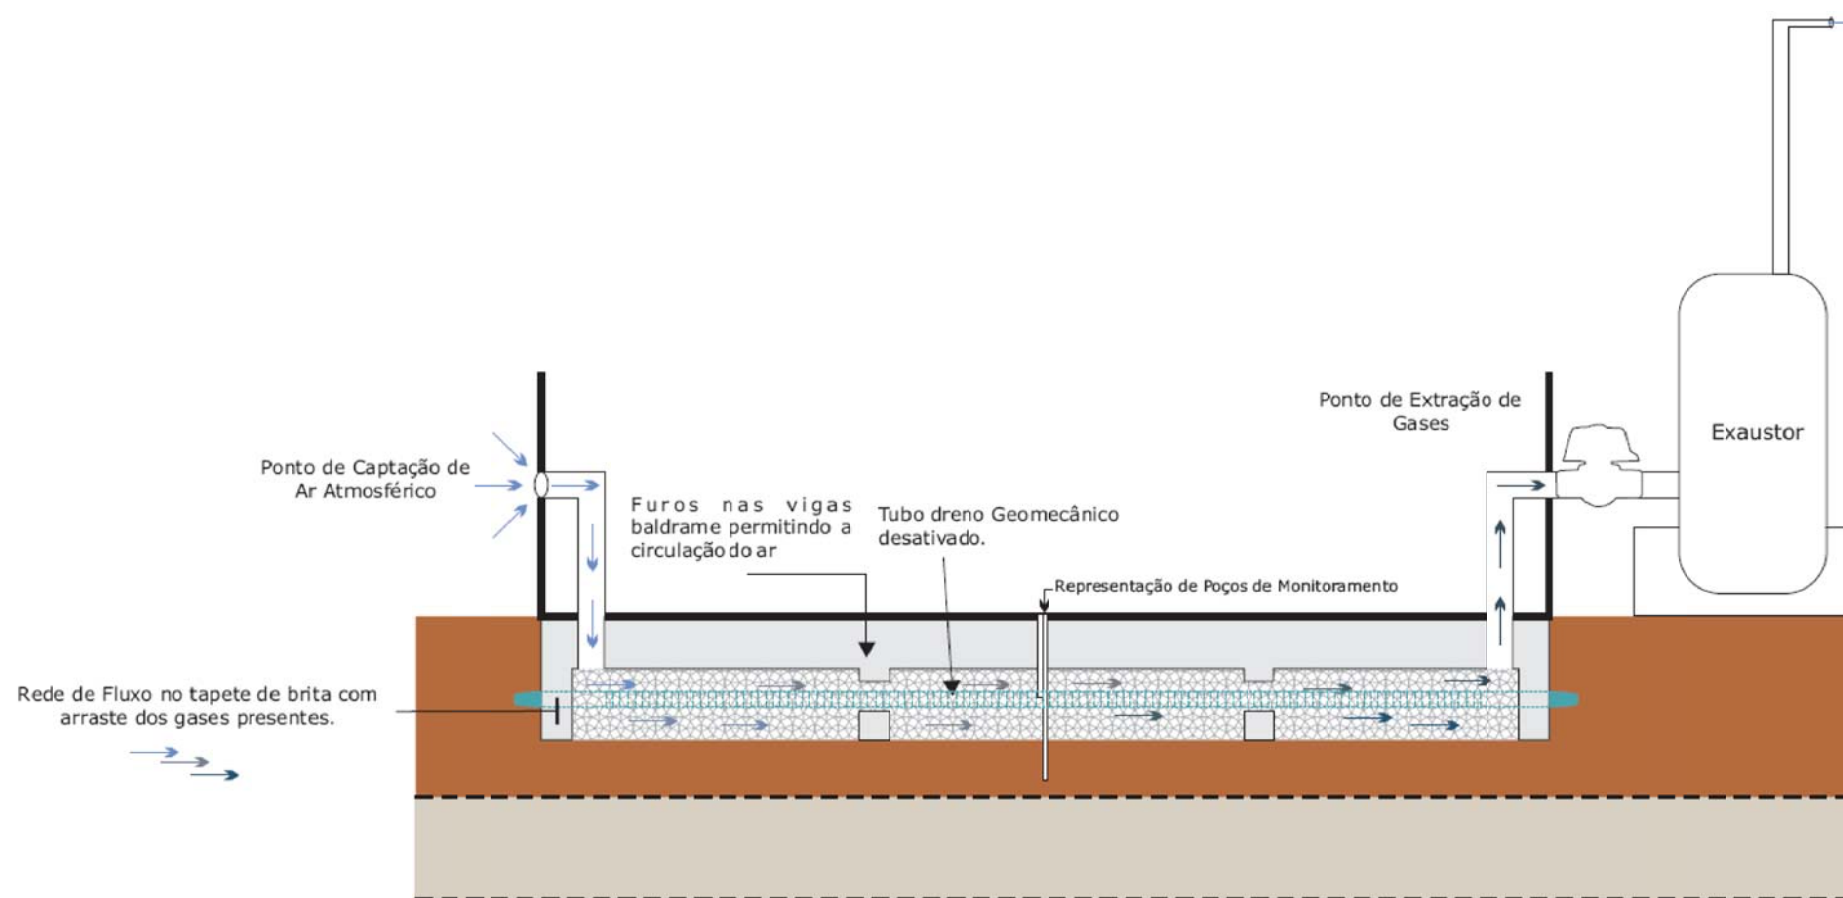 Ponto de Extração de
Gases
Exaustor
Ponto de Captação de
Ar Atmosférico
Furos nas vigas
baldrame permitindo a
circulação do ar
Tubo dreno Geomecânico
desativado.
Representação de Poços de Monitoramento
Rede de Fluxo no tapete de brita com
arraste dos gases presentes.